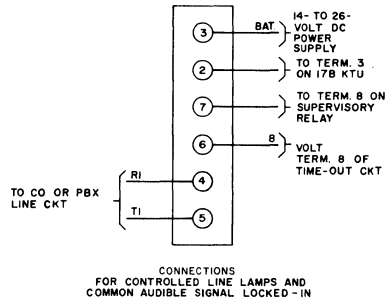 3 BAT 14- TO 26-
VOLT DC
POWER
SUPPLY
2 TO TERM. 3
ON 17B KTU
7 TO TERM. 8 ON
SUPERVISORY
RELAY
6 8 VOLT
TERM. 8 OF
TIME-OUT CKT
TO CO OR PBX
LINE CKT
R1 4
T1 5
CONNECTIONS
FOR CONTROLLED LINE LAMPS AND
COMMON AUDIBLE SIGNAL LOCKED-IN